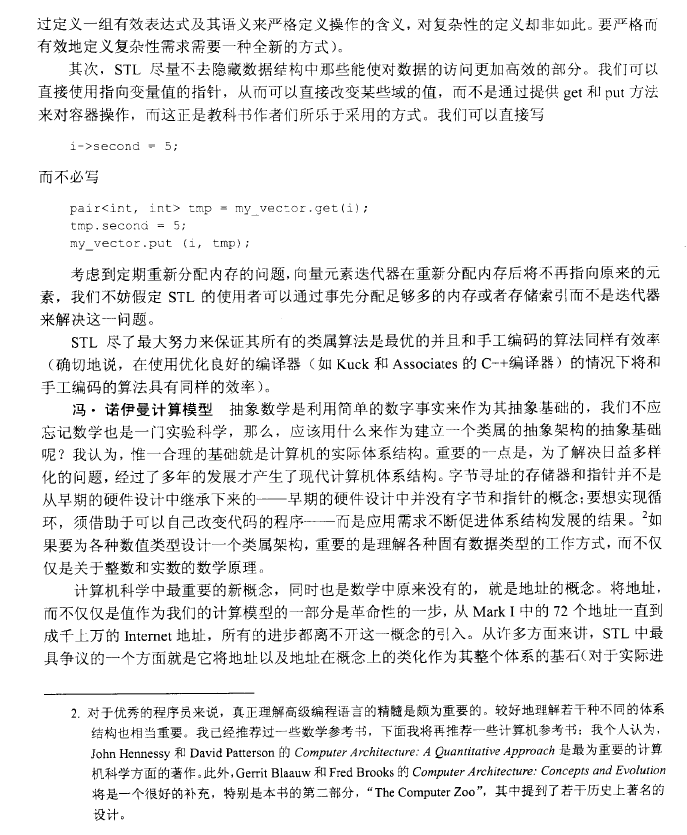 过定义一组有效表达式及其语义来严格定义操作的含义，对复杂性的定义却非如此。要严格而
有效地定义复杂性需求需要一种全新的方式）。
其次，STL 尽量不去隐藏数据结构中那些能使对数据的访问更加高效的部分。我们可以
直接使用指向变量值的指针，从而可以直接改变某些域的值，而不是通过提供 get 和 put 方法
来对容器操作，而这正是教科书作者们所乐于采用的方式。我们可以直接写
i->second = 5;
而不必写
pair<int, int> tmp = my_vector.get(i);
tmp.second = 5;
my_vector.put (i, tmp);
考虑到定期重新分配内存的问题，向量元素迭代器在重新分配内存后将不再指向原来的元
素，我们不妨假定 STL 的使用者可以通过事先分配足够多的内存或者存储索引而不是迭代器
来解决这一问题。
STL 尽了最大努力来保证其所有的类属算法是最优的并且和手工编码的算法同样有效率
（确切地说，在使用优化良好的编译器（如 Kuck 和 Associates 的 C++编译器）的情况下将和
手工编码的算法具有同样的效率）。
冯·诺伊曼计算模型 抽象数学是利用简单的数字事实来作为其抽象基础的，我们不应
忘记数学也是一门实验科学，那么，应该用什么来作为建立一个类属的抽象架构的抽象基础
呢？我认为，惟一合理的基础就是计算机的实际体系结构。重要的一点是，为了解决日益多样
化的问题，经过了多年的发展才产生了现代计算机体系结构。字节寻址的存储器和指针并不是
从早期的硬件设计中继承下来的——早期的硬件设计中并没有字节和指针的概念；要想实现循
环，须借助于可以自己改变代码的程序——而是应用需求不断促进体系结构发展的结果。²如
果要为各种数值类型设计一个类属架构，重要的是理解各种固有数据类型的工作方式，而不仅
仅是关于整数和实数的数学原理。
计算机科学中最重要的新概念，同时也是数学中原来没有的，就是地址的概念。将地址，
而不仅仅是值作为我们的计算模型的一部分是革命性的一步，从 Mark I 中的 72 个地址一直到
成千上万的 Internet 地址，所有的进步都离不开这一概念的引入。从许多方面来讲，STL 中最
具争议的一个方面就是它将地址以及地址在概念上的类化作为其整个体系的基石（对于实际进
2. 对于优秀的程序员来说，真正理解高级编程语言的精髓是颇为重要的。较好地理解若干种不同的体系
结构也相当重要。我已经推荐过一些数学参考书，下面我将再推荐一些计算机参考书：我个人认为，
John Hennessy 和 David Patterson 的 Computer Architecture: A Quantitative Approach 是最为重要的计算
机科学方面的著作。此外，Gerrit Blaauw 和 Fred Brooks 的 Computer Architecture: Concepts and Evolution
将是一个很好的补充，特别是本书的第二部分，“The Computer Zoo”，其中提到了若干历史上著名的
设计。